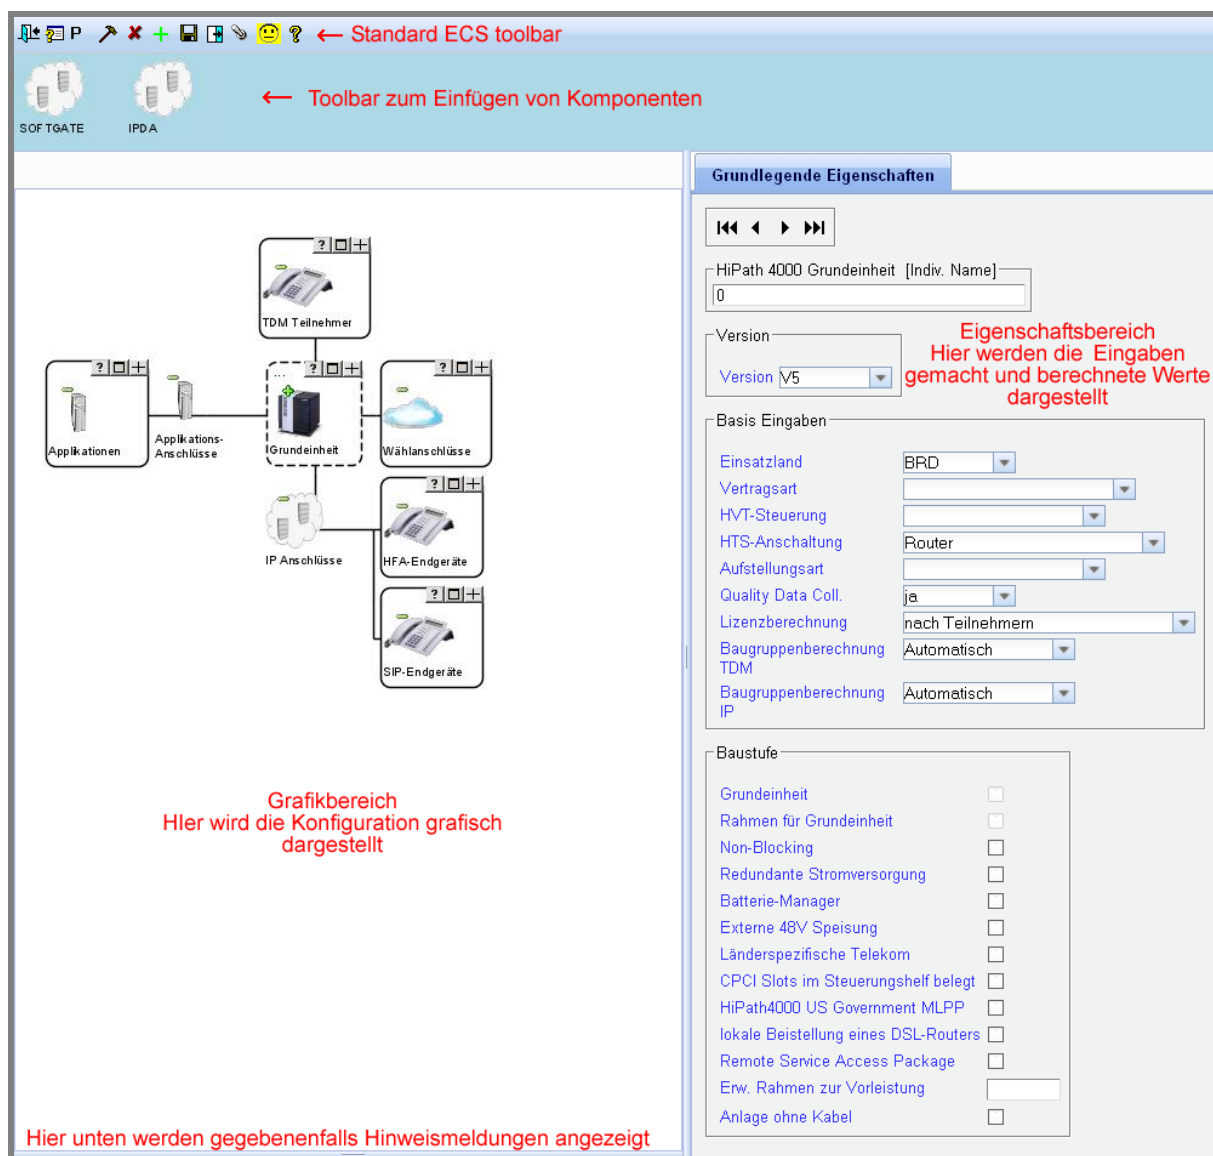 P ← Standard ECS toolbar
SOFTGATE IPDA
← Toolbar zum Einfügen von Komponenten
Grundlegende Eigenschaften
HiPath 4000 Grundeinheit [Indiv. Name]
0
Version
Version V5
Eigenschaftsbereich
Hier werden die Eingaben
gemacht und berechnete Werte
dargestellt
TDM Teilnehmer
Applikationen
Applikations-
Anschlüsse
...
Grundeinheit
Wählanschlüsse
IP Anschlüsse
HFA-Endgeräte
SIP-Endgeräte
Basis Eingaben
Einsatzland BRD
Vertragsart
HVT-Steuerung
HTS-Anschaltung Router
Aufstellungsart
Quality Data Coll. ja
Lizenzberechnung nach Teilnehmern
Baugruppenberechnung Automatisch
TDM
Baugruppenberechnung Automatisch
IP
Grafikbereich
HIer wird die Konfiguration grafisch
dargestellt
Baustufe
Grundeinheit
Rahmen für Grundeinheit
Non-Blocking
Redundante Stromversorgung
Batterie-Manager
Externe 48V Speisung
Länderspezifische Telekom
CPCI Slots im Steuerungshelf belegt
HiPath4000 US Government MLPP
lokale Beistellung eines DSL-Routers
Remote Service Access Package
Erw. Rahmen zur Vorleistung
Anlage ohne Kabel
Hier unten werden gegebenenfalls Hinweismeldungen angezeigt